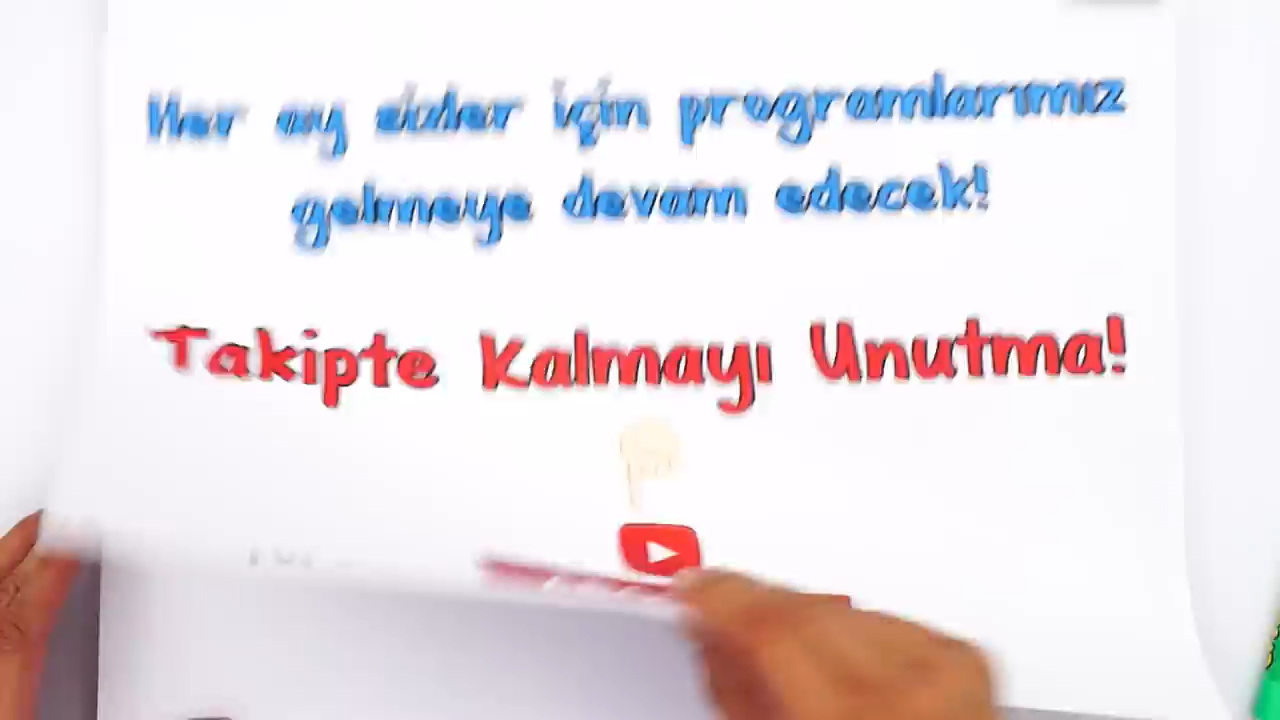 Her ay sizler için programlarımız
gelmeye devam edecek!
Takipte Kalmayı Unutma!